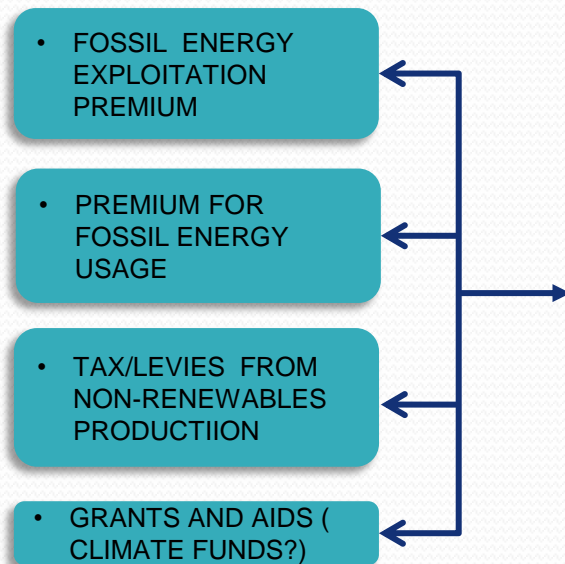 • FOSSIL ENERGY
EXPLOITATION
PREMIUM
• PREMIUM FOR
FOSSIL ENERGY
USAGE
• TAX/LEVIES FROM
NON-RENEWABLES
PRODUCTIION
• GRANTS AND AIDS (
CLIMATE FUNDS?)